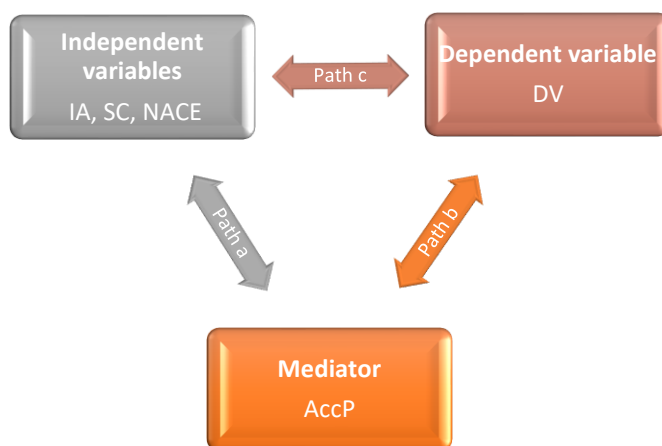 Independent
variables
IA, SC, NACE
Path c
Dependent variable
DV
Path a
Path b
Mediator
AccP